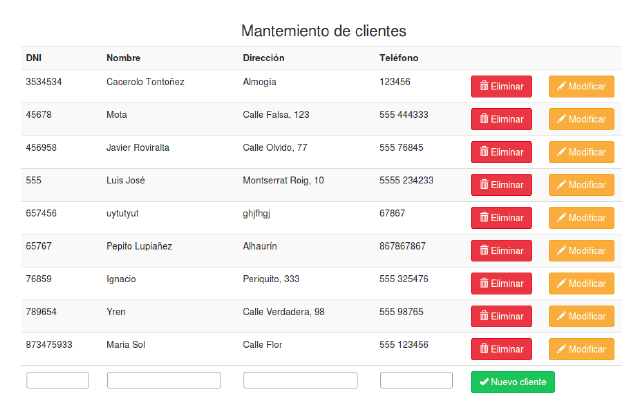 Mantemiento de clientes
DNI Nombre Dirección Teléfono
3534534 Cacerolo Tontoñez Almogía 123456 Eliminar Modificar
45678 Mota Calle Falsa, 123 555 444333 Eliminar Modificar
456958 Javier Roviralta Calle Olvido, 77 555 76845 Eliminar Modificar
555 Luis José Montserrat Roig, 10 5555 234233 Eliminar Modificar
657456 uytutyut ghjfhgj 67867 Eliminar Modificar
65767 Pepito Lupiañez Alhaurín 867867867 Eliminar Modificar
76859 Ignacio Periquito, 333 555 325476 Eliminar Modificar
789654 Yren Calle Verdadera, 98 555 98765 Eliminar Modificar
873475933 Maria Sol Calle Flor 555 123456 Eliminar Modificar
Nuevo cliente